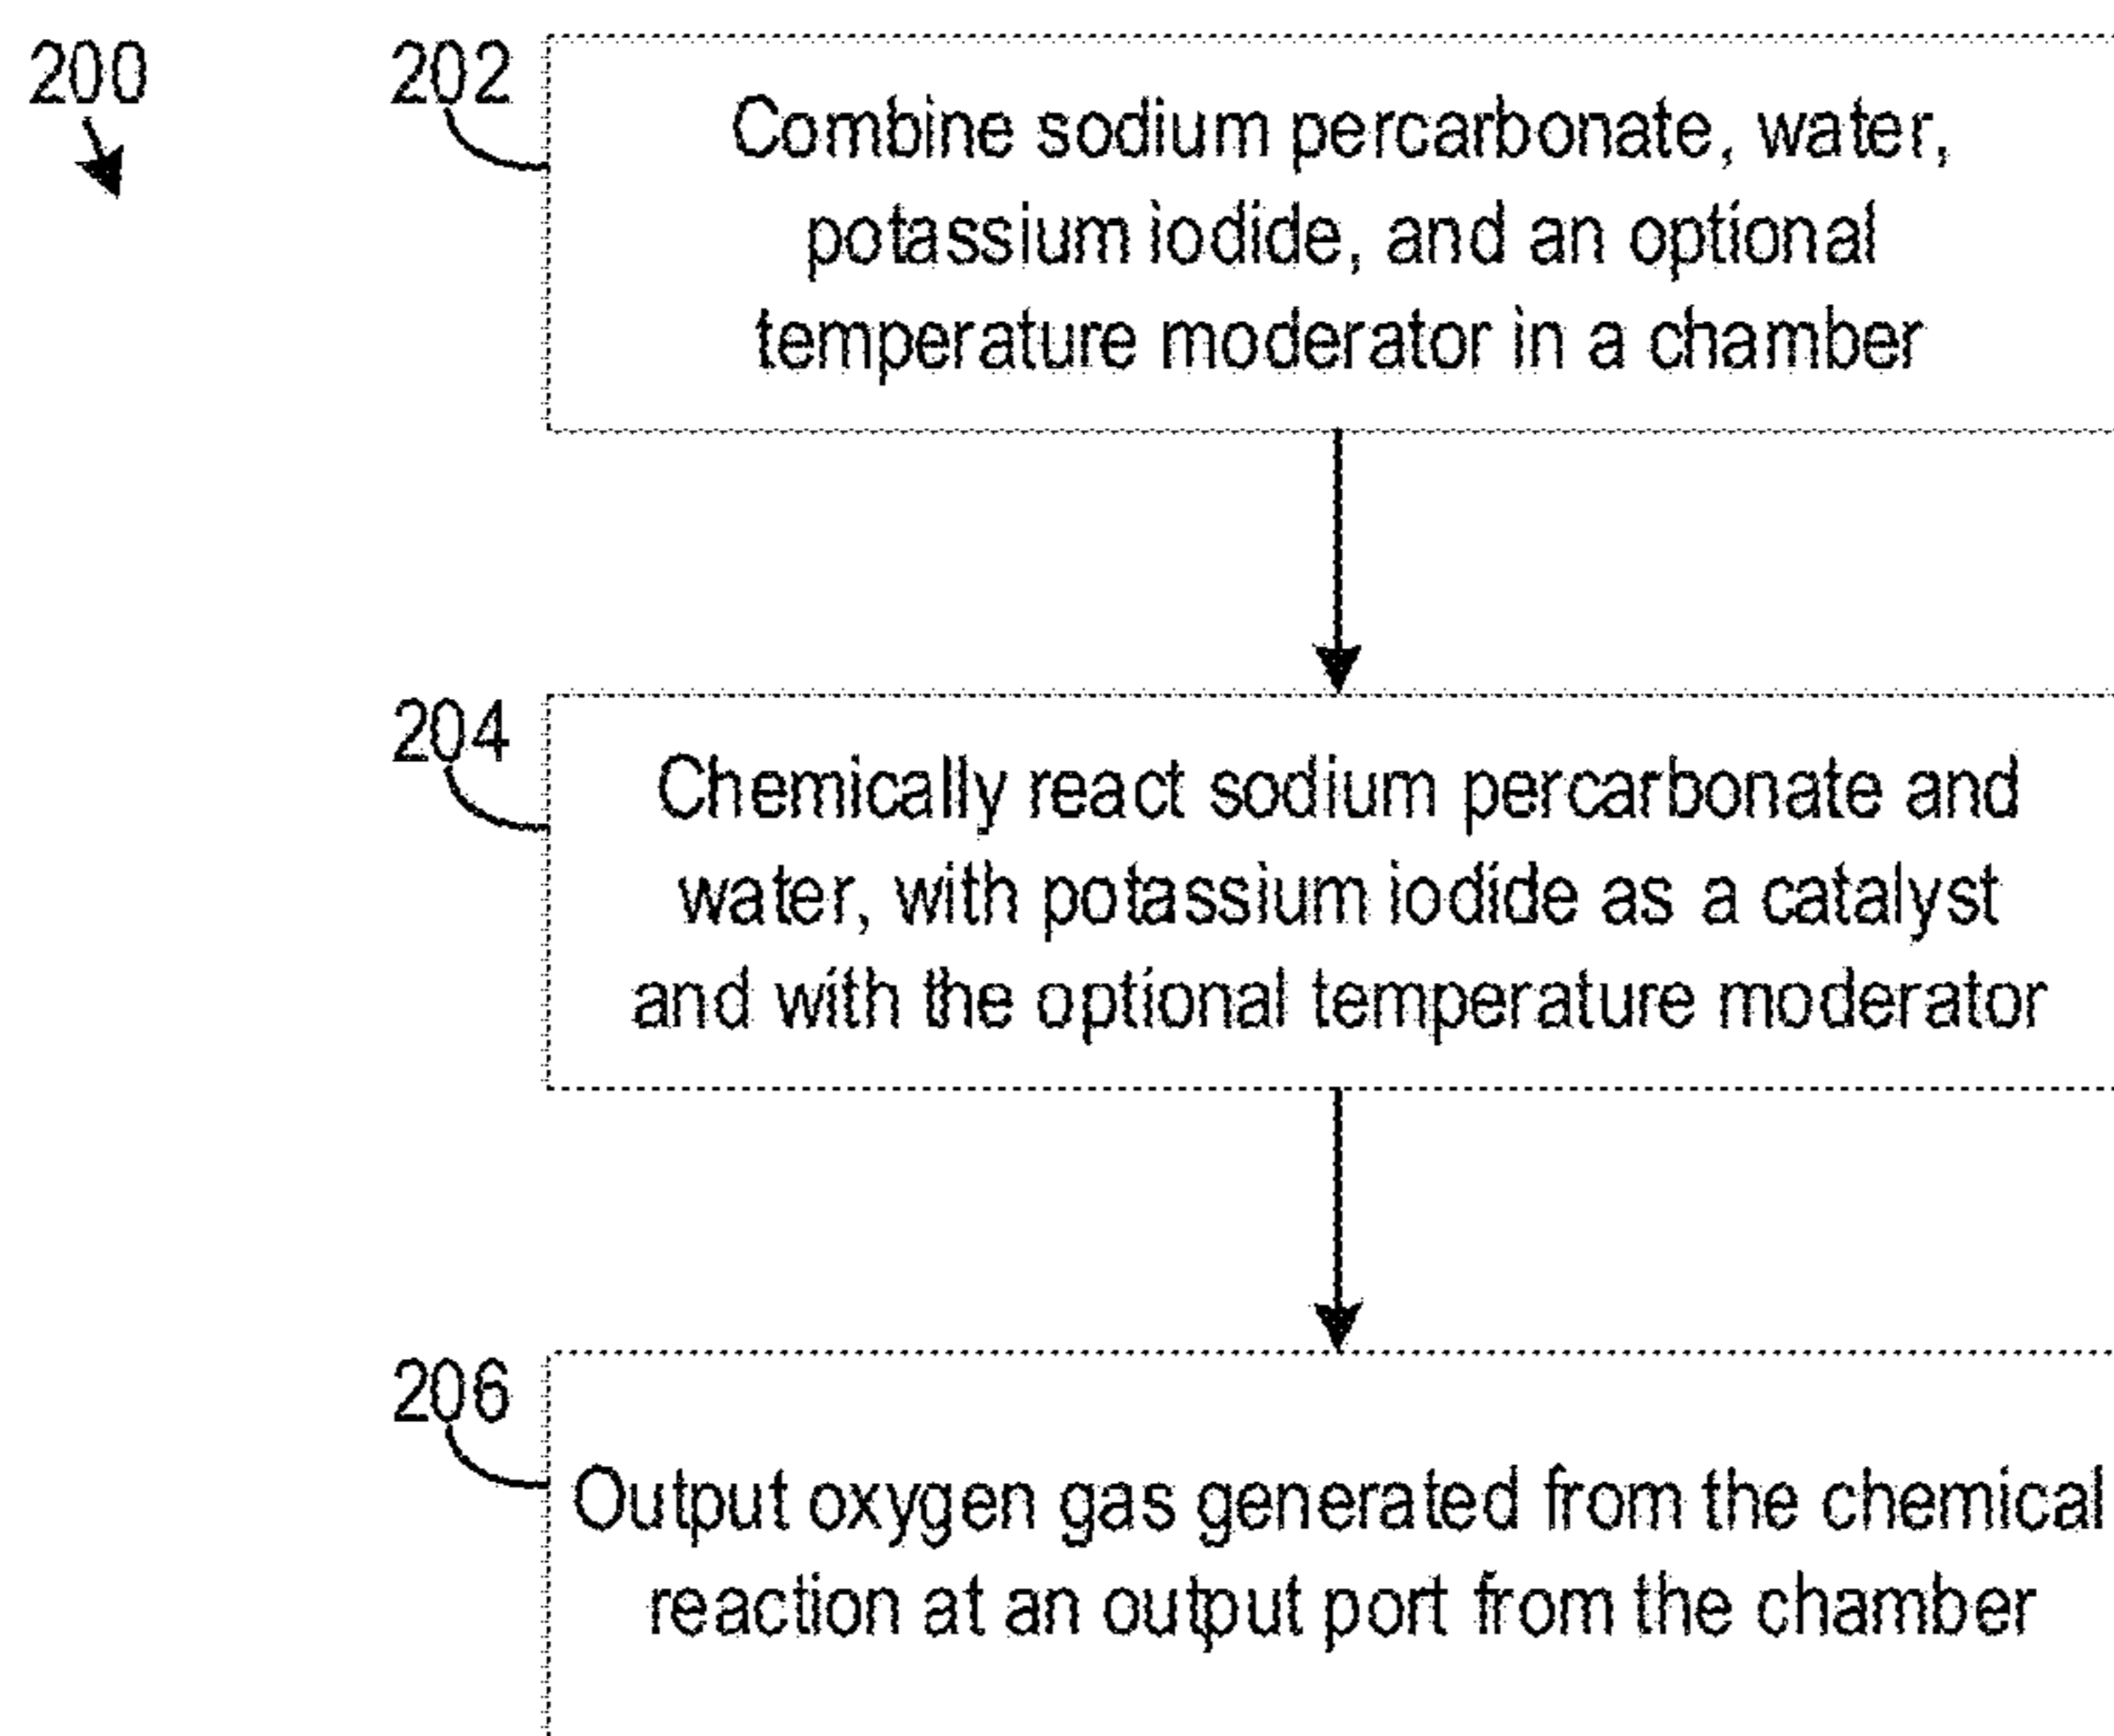 200
202
Combine sodium percarbonate, water,
potassium iodide, and an optional
temperature moderator in a chamber
204
Chemically react sodium percarbonate and
water, with potassium iodide as a catalyst
and with the optional temperature moderator
206
Output oxygen gas generated from the chemical
reaction at an output port from the chamber